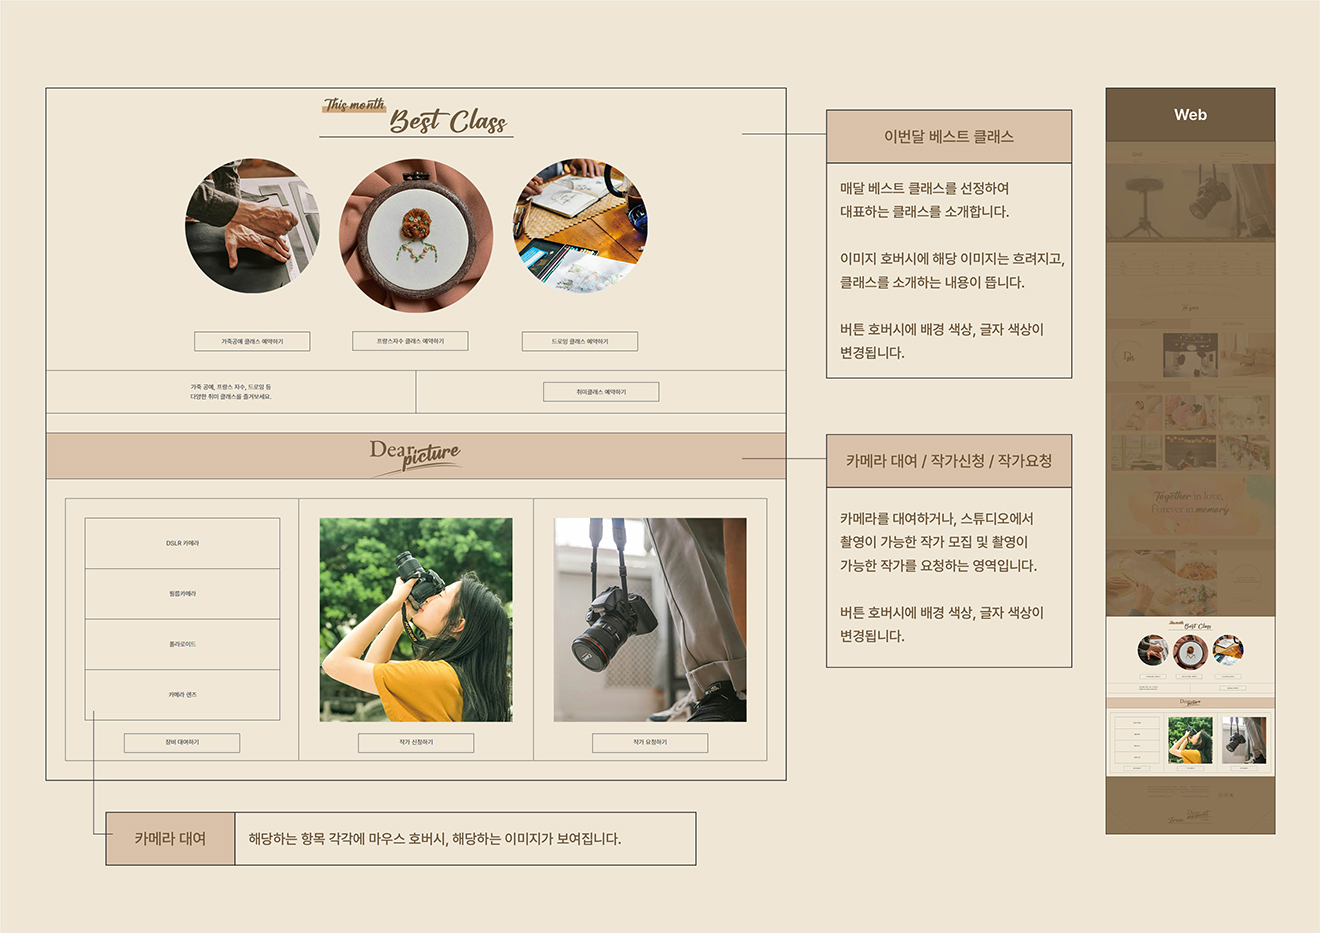 This month
Best Class
가죽공예 클래스 예약하기
프랑스자수 클래스 예약하기
드로잉 클래스 예약하기
가죽 공예, 프랑스 자수, 드로잉 등
다양한 취미 클래스를 즐겨보세요.
취미클래스 예약하기
Dear
picture
DSLR 카메라
필름카메라
폴라로이드
카메라 렌즈
장비 대여하기
작가 신청하기
작가 요청하기
카메라 대여
해당하는 항목 각각에 마우스 호버시, 해당하는 이미지가 보여집니다.
이번달 베스트 클래스
매달 베스트 클래스를 선정하여
대표하는 클래스를 소개합니다.
이미지 호버시에 해당 이미지는 흐려지고,
클래스를 소개하는 내용이 뜹니다.
버튼 호버시에 배경 색상, 글자 색상이
변경됩니다.
카메라 대여 / 작가신청 / 작가요청
카메라를 대여하거나, 스튜디오에서
촬영이 가능한 작가 모집 및 촬영이
가능한 작가를 요청하는 영역입니다.
버튼 호버시에 배경 색상, 글자 색상이
변경됩니다.
Web
Together in love,
Forever in memory
Best Class